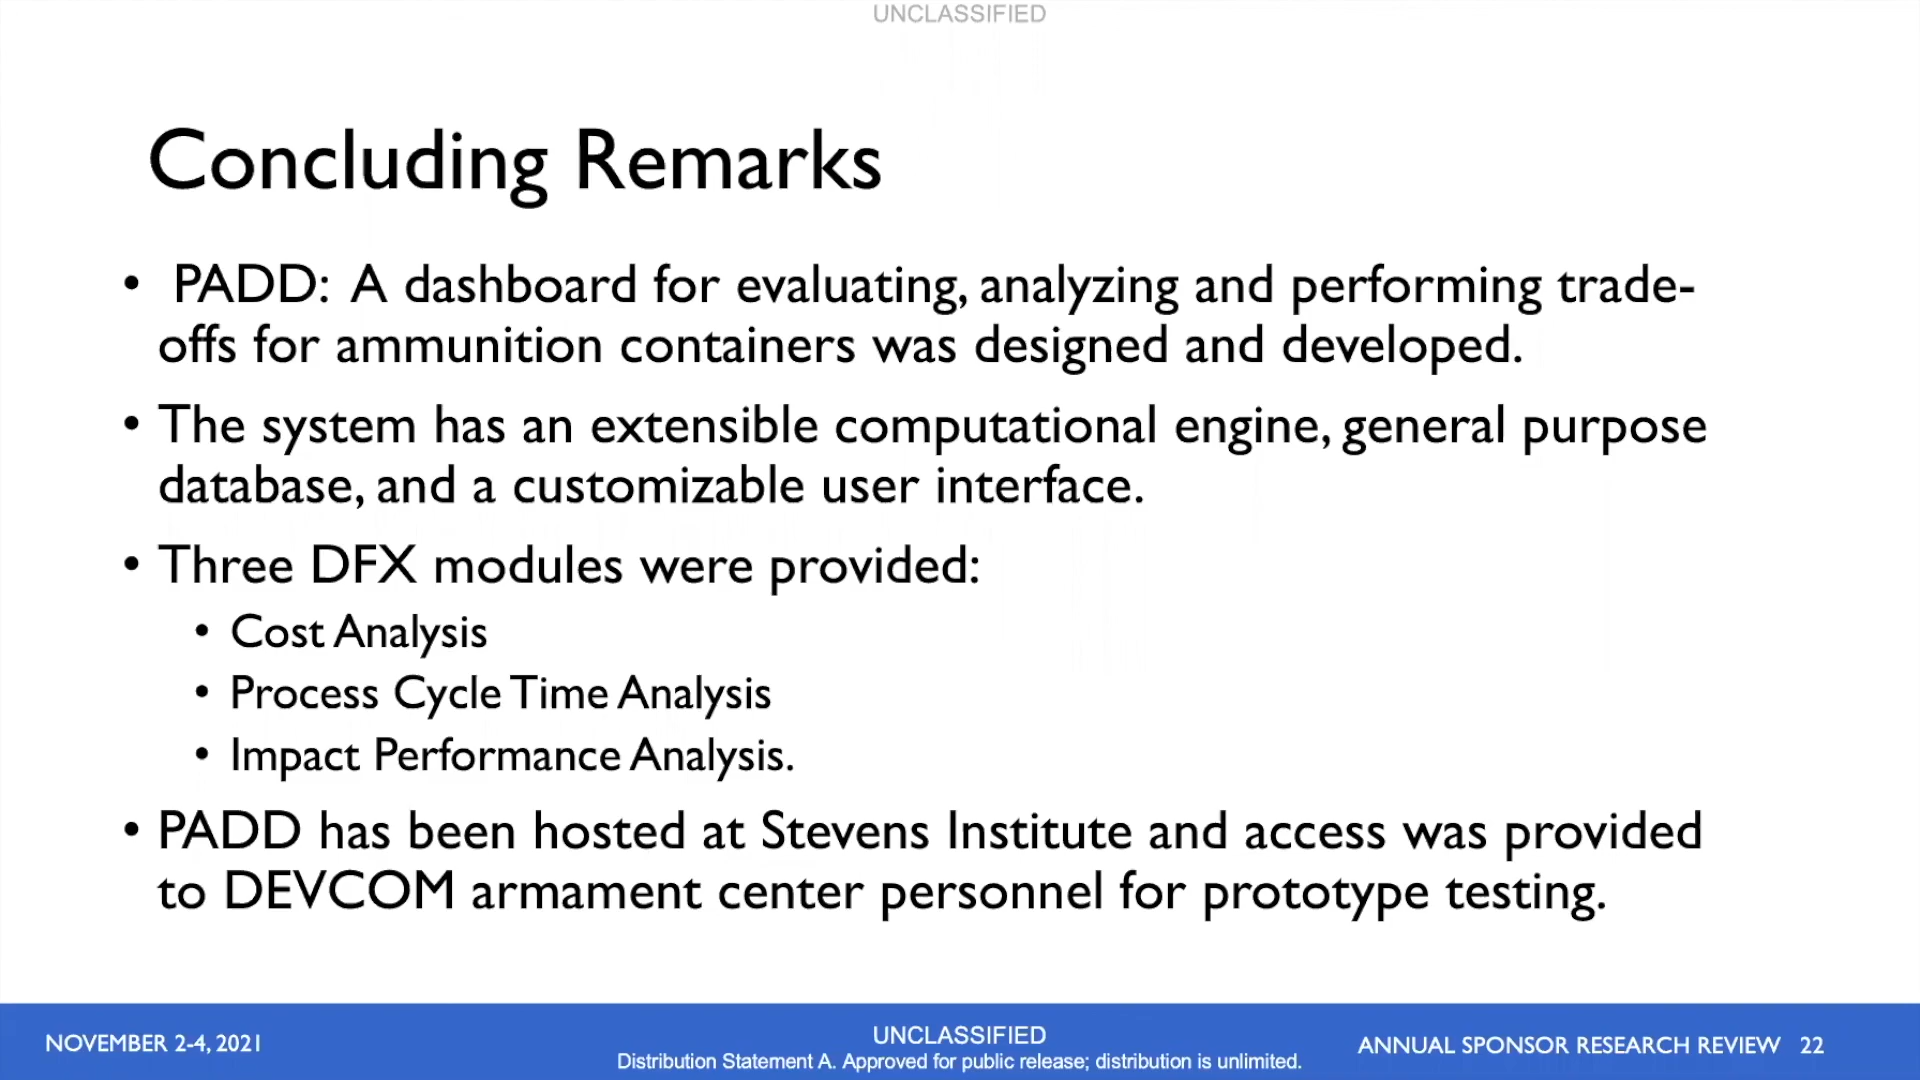 UNCLASSIFIED
Concluding Remarks
• PADD: A dashboard for evaluating, analyzing and performing trade-
offs for ammunition containers was designed and developed.
• The system has an extensible computational engine, general purpose
database, and a customizable user interface.
• Three DFX modules were provided:
• Cost Analysis
• Process Cycle Time Analysis
• Impact Performance Analysis.
• PADD has been hosted at Stevens Institute and access was provided
to DEVCOM armament center personnel for prototype testing.
NOVEMBER 2-4, 2021
UNCLASSIFIED
Distribution Statement A. Approved for public release; distribution is unlimited.
ANNUAL SPONSOR RESEARCH REVIEW 22